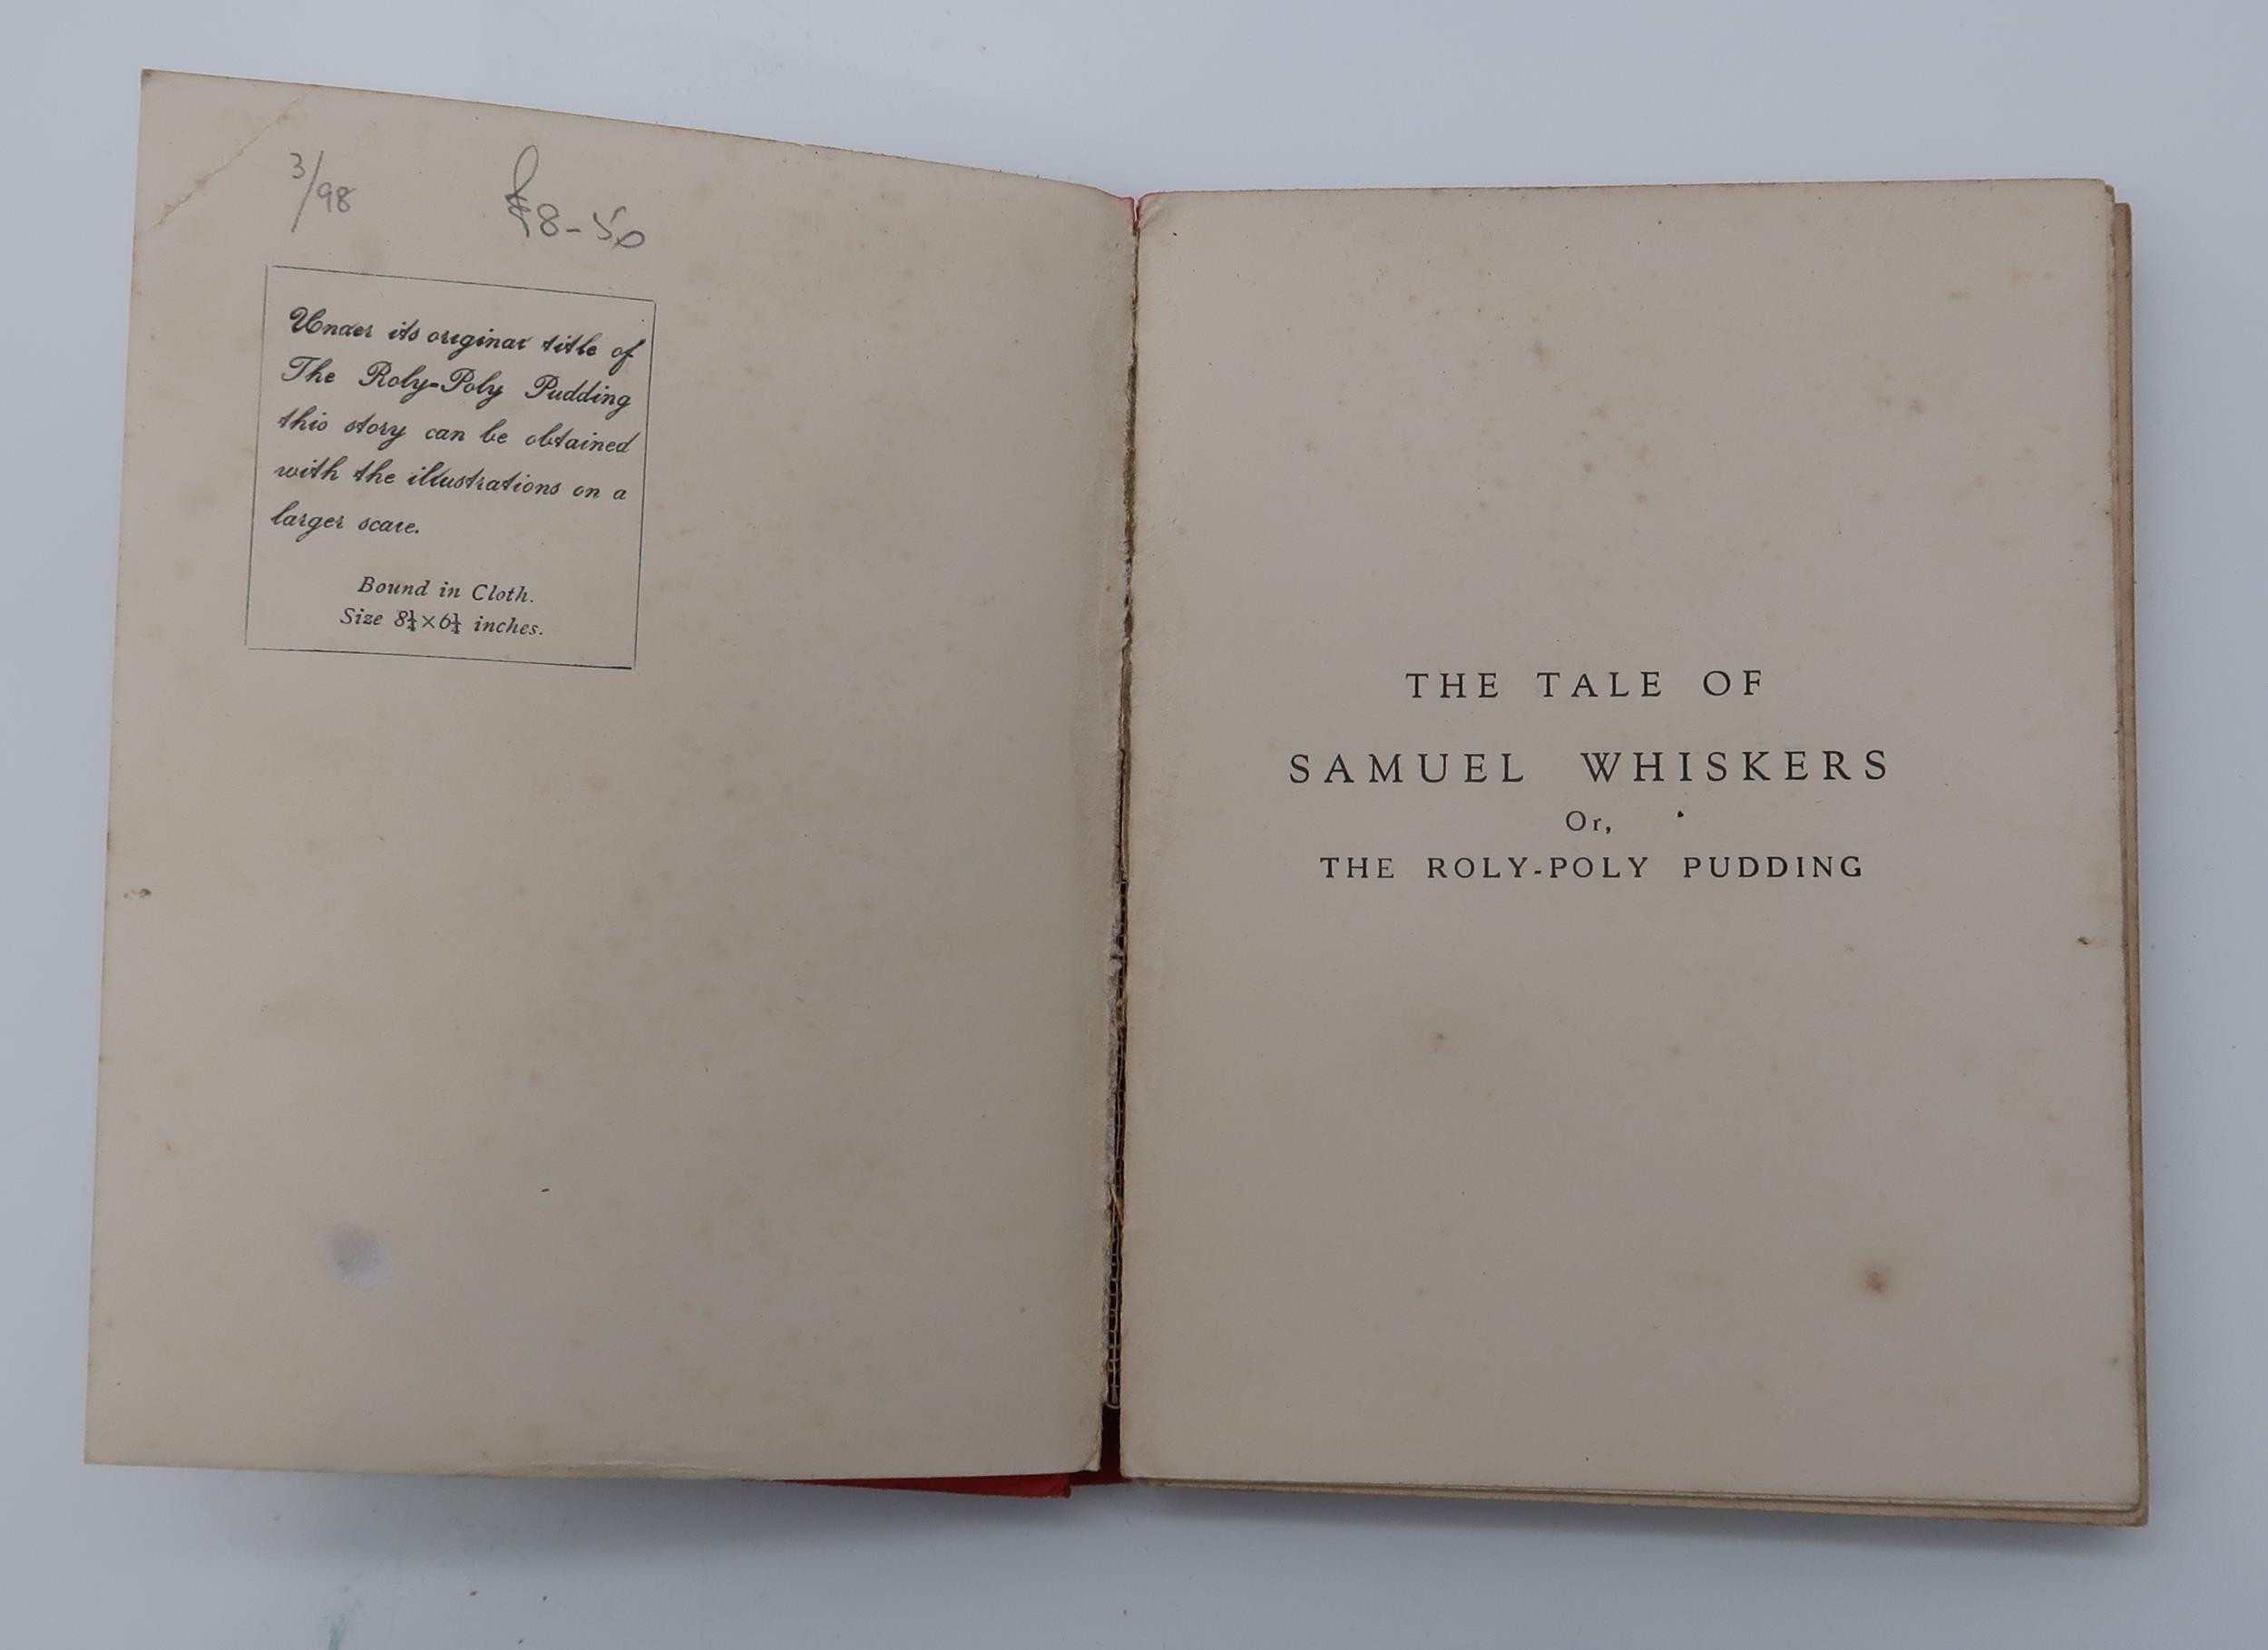 3/98 £8-50
Under its original title of
The Roly-Poly Pudding
this story can be obtained
with the illustrations on a
larger scale.
Bound in Cloth.
Size 8¼×6¼ inches.
THE TALE OF
SAMUEL WHISKERS
Or,
THE ROLY-POLY PUDDING